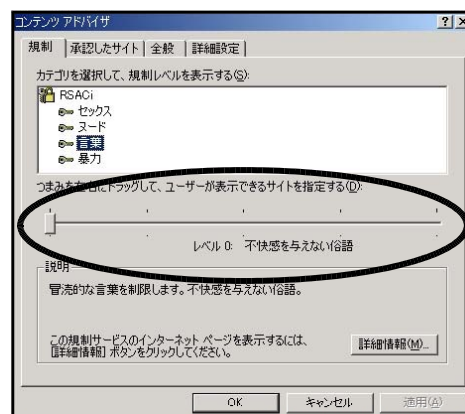 コンテンツ アドバイザ
規制 承認したサイト 全般 詳細設定
カテゴリを選択して、規制レベルを表示する(S):
RSACi
セックス
ヌード
言葉
暴力
つまみを左右にドラッグして、ユーザーが表示できるサイトを指定する(D):
レベル 0: 不快感を与えない俗語
説明
冒涜的な言葉を制限します。不快感を与えない俗語。
この規制サービスのインターネット ページを表示するには、
[詳細情報] ボタンをクリックしてください。
詳細情報(M)...
OK キャンセル 適用(A)